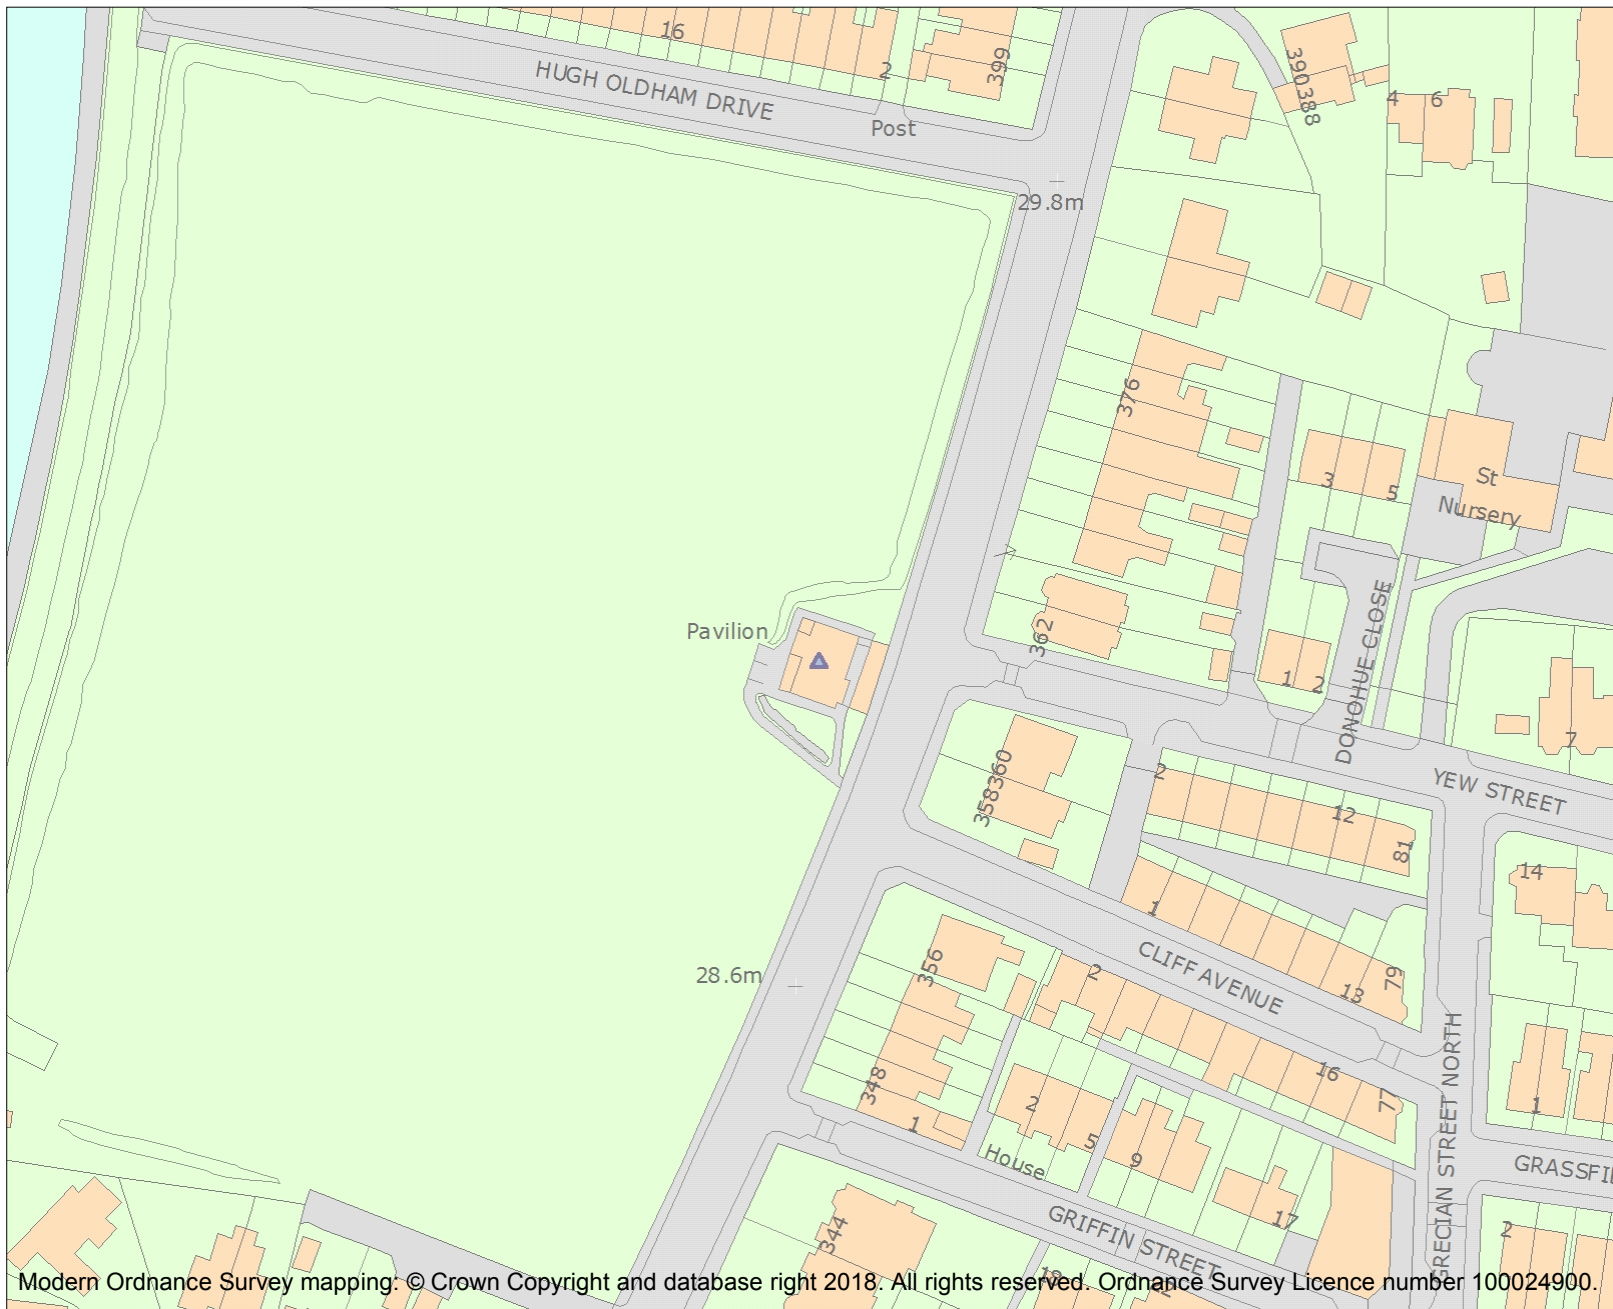 16
HUGH OLDHAM DRIVE
2
399
Post
390388
4
6
29.8m
376
3
5
St
Nursery
362
Pavilion
1
2
DONOHUE CLOSE
7
YEW STREET
358360
2
12
81
14
1
CLIFF AVENUE
13
79
28.6m
356
2
16
77
348
1
2
5
9
House
17
GRECIAN STREET NORTH
1
2
344
GRIFFIN STREET
Modern Ordnance Survey mapping: © Crown Copyright and database right 2018. All rights reserved. Ordnance Survey Licence number 100024900.